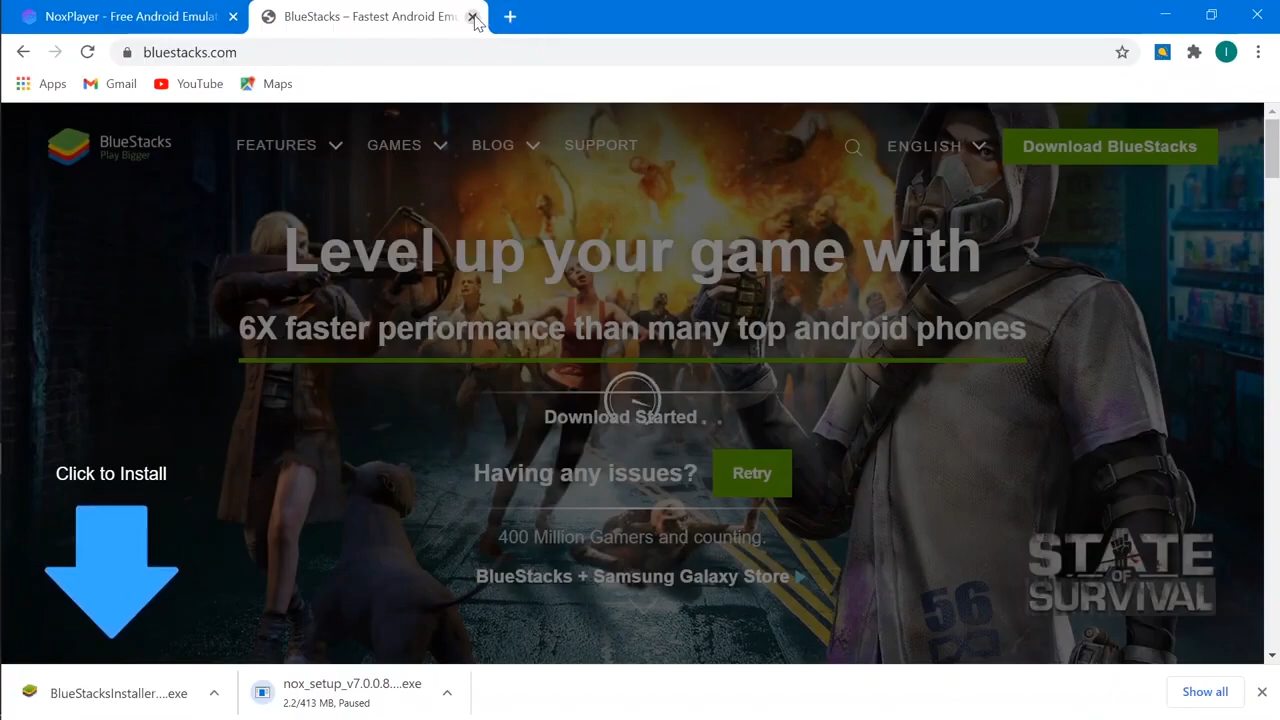 NoxPlayer - Free Android Emulat
BlueStacks – Fastest Android Emu
bluestacks.com
I
Apps
Gmail
YouTube
Maps
BlueStacks
Play Bigger
FEATURES
GAMES
BLOG
SUPPORT
ENGLISH
Download BlueStacks
Level up your game with
6X faster performance than many top android phones
Download Started . .
Having any issues?
Retry
Click to Install
400 Million Gamers and counting.
BlueStacks + Samsung Galaxy Store
STATE
OF
SURVIVAL
56
BlueStacksInstaller....exe
nox_setup_v7.0.0.8....exe
2.2/413 MB, Paused
Show all